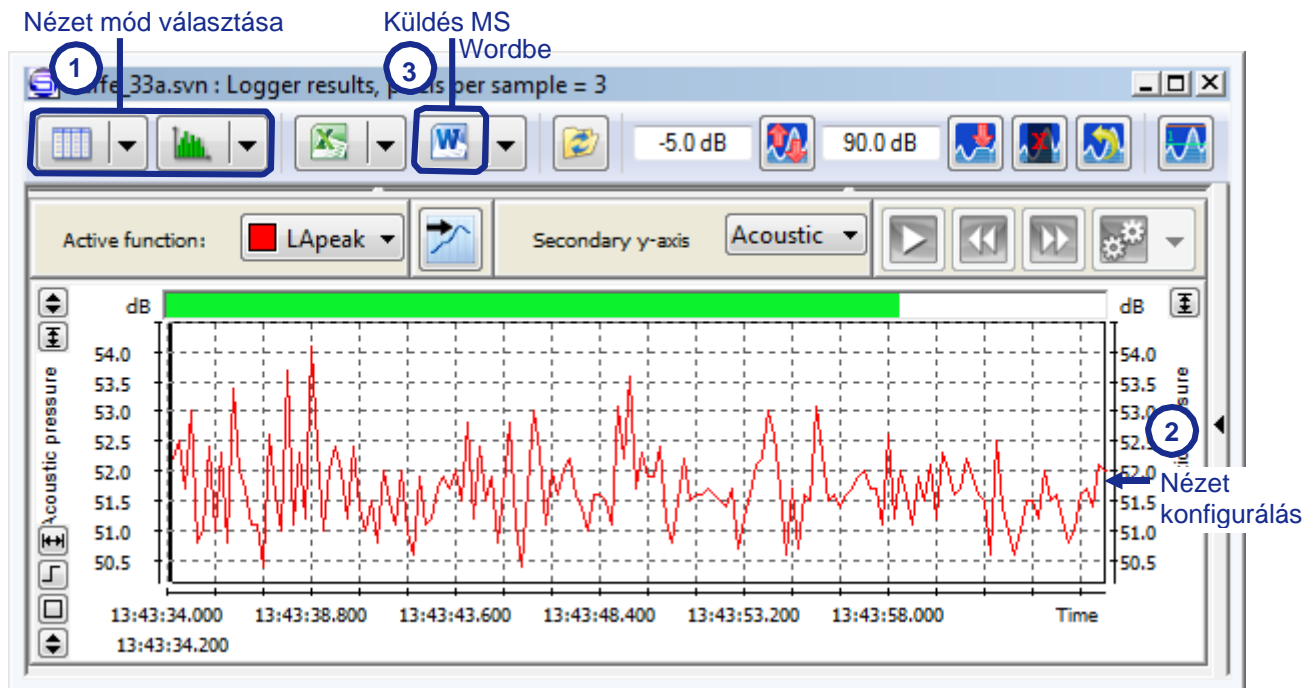 Nézet mód választása
Küldés MS
Wordbe
1
3
fe_33a.svn : Logger results, per sample = 3
-5.0 dB
90.0 dB
Active function:
LApeak
Secondary y-axis
Acoustic
dB
dB
54.0
53.5
53.0
52.5
52.0
51.5
51.0
50.5
Acoustic pressure
54.0
53.5
53.0
52.5
52.0
51.5
51.0
50.5
2
Nézet
konfigurálás
13:43:34.000 13:43:38.800 13:43:43.600 13:43:48.400 13:43:53.200 13:43:58.000 Time
13:43:34.200